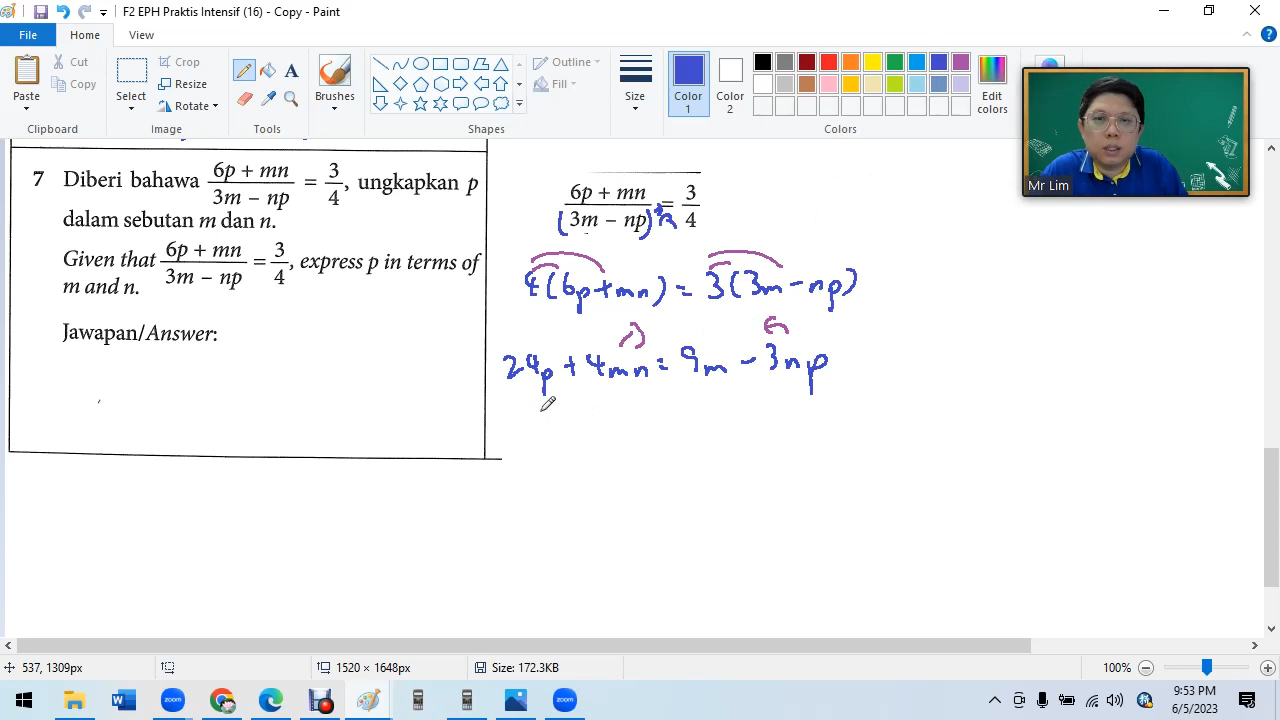 F2 EPH Praktis Intensif (16) - Copy - Paint
File Home View
Paste Cut Copy
Clipboard
Select Crop Resize Rotate
Image
A
Tools
Brushes
Outline Fill
Shapes
Size
Color 1
Color 2
Edit colors
Colors
Mr Lim
7 Diberi bahawa (6p + mn)/(3m – np) = 3/4, ungkapkan p
dalam sebutan m dan n.
Given that (6p + mn)/(3m – np) = 3/4, express p in terms of
m and n.
Jawapan/Answer:
(6p + mn)/(3m – np) = 3/4
4(6p+mn) = 3(3m-np)
24p + 4mn = 9m - 3np
537, 1309px
1520 × 1648px
Size: 172.3KB
100%
zoom
zoom
9:53 PM
6/5/2023